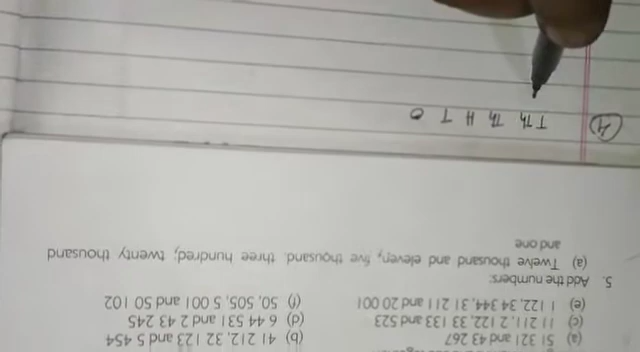 (a) 51 321 and 43 267 (b) 41 212, 32 123 and 5 454
(c) 11 211, 2 122, 33 133 and 523 (d) 6 44 531 and 2 43 245
(e) 1 122, 34 344, 31 211 and 20 001 (f) 50, 505, 5 001 and 50 102
5. Add the numbers:
(a) Twelve thousand and eleven, five thousand, three hundred; twenty thousand
and one
T Th Th H T O